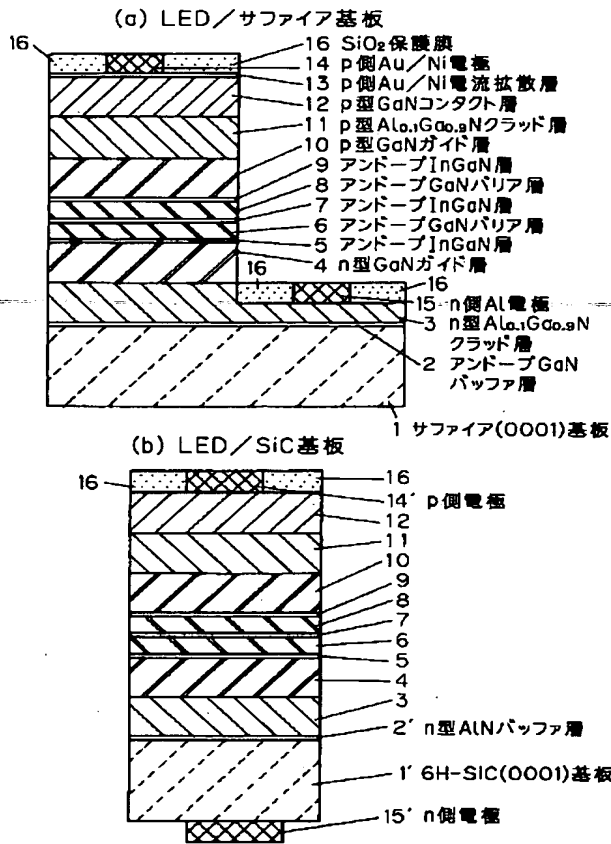 (a) LED／サファイア基板
16
16 SiO₂保護膜
14 p側Au／Ni電極
13 p側Au／Ni電流拡散層
12 p型GaNコンタクト層
11 p型Al0.1Ga0.9Nクラッド層
10 p型GaNガイド層
9 アンドープInGaN層
8 アンドープGaNバリア層
7 アンドープInGaN層
6 アンドープGaNバリア層
5 アンドープInGaN層
4 n型GaNガイド層
16
16
15 n側Al電極
3 n型Al0.1Ga0.9N
クラッド層
2 アンドープGaN
バッファ層
1 サファイア(0001)基板
(b) LED／SiC基板
16
16
14' p側電極
12
11
10
9
8
7
6
5
4
3
2' n型AlNバッファ層
1' 6H-SiC(0001)基板
15' n側電極